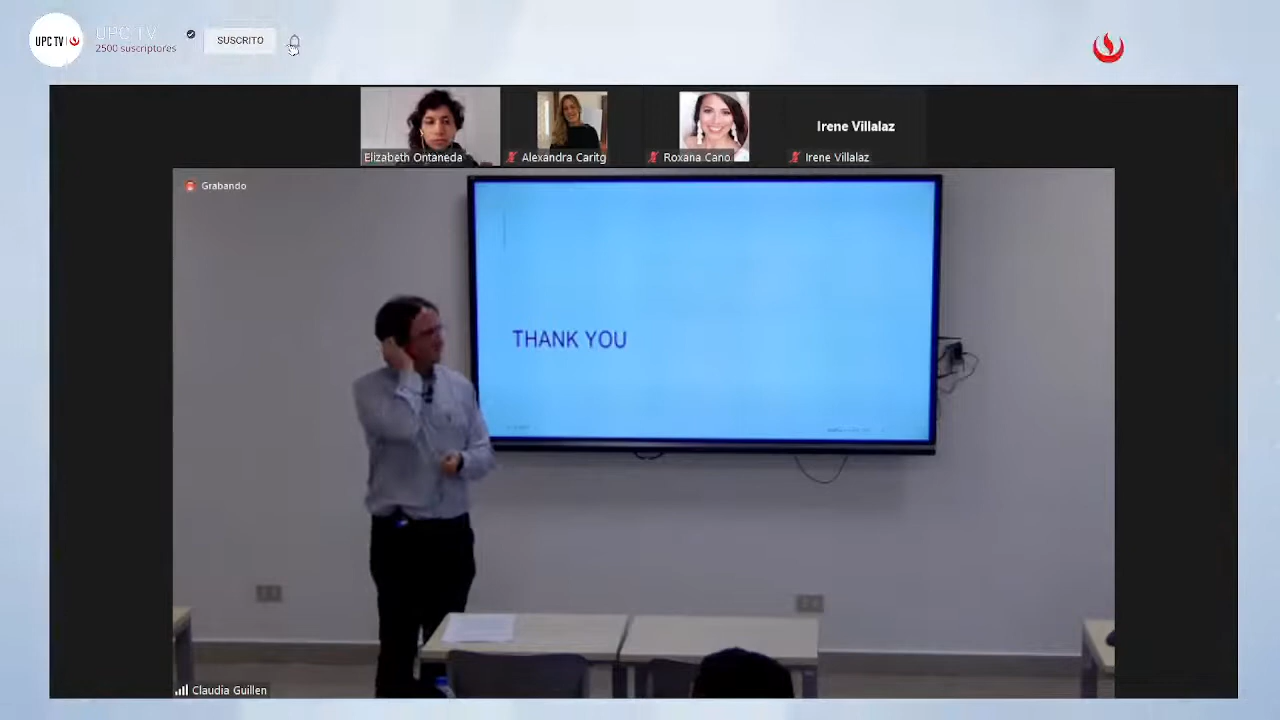 UPC TV
UPC TV
2500 suscriptores
SUSCRITO
Irene Villalaz
Elizabeth Ontaneda
Alexandra Caritg
Roxana Cano
Irene Villalaz
Grabando
THANK YOU
Claudia Guillen